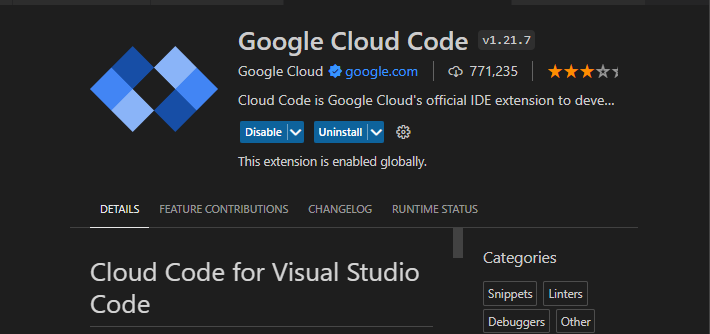 Google Cloud Code v1.21.7
Google Cloud google.com 771,235
Cloud Code is Google Cloud's official IDE extension to deve...
Disable Uninstall
This extension is enabled globally.
DETAILS FEATURE CONTRIBUTIONS CHANGELOG RUNTIME STATUS
Cloud Code for Visual Studio
Code
Categories
Snippets Linters
Debuggers Other